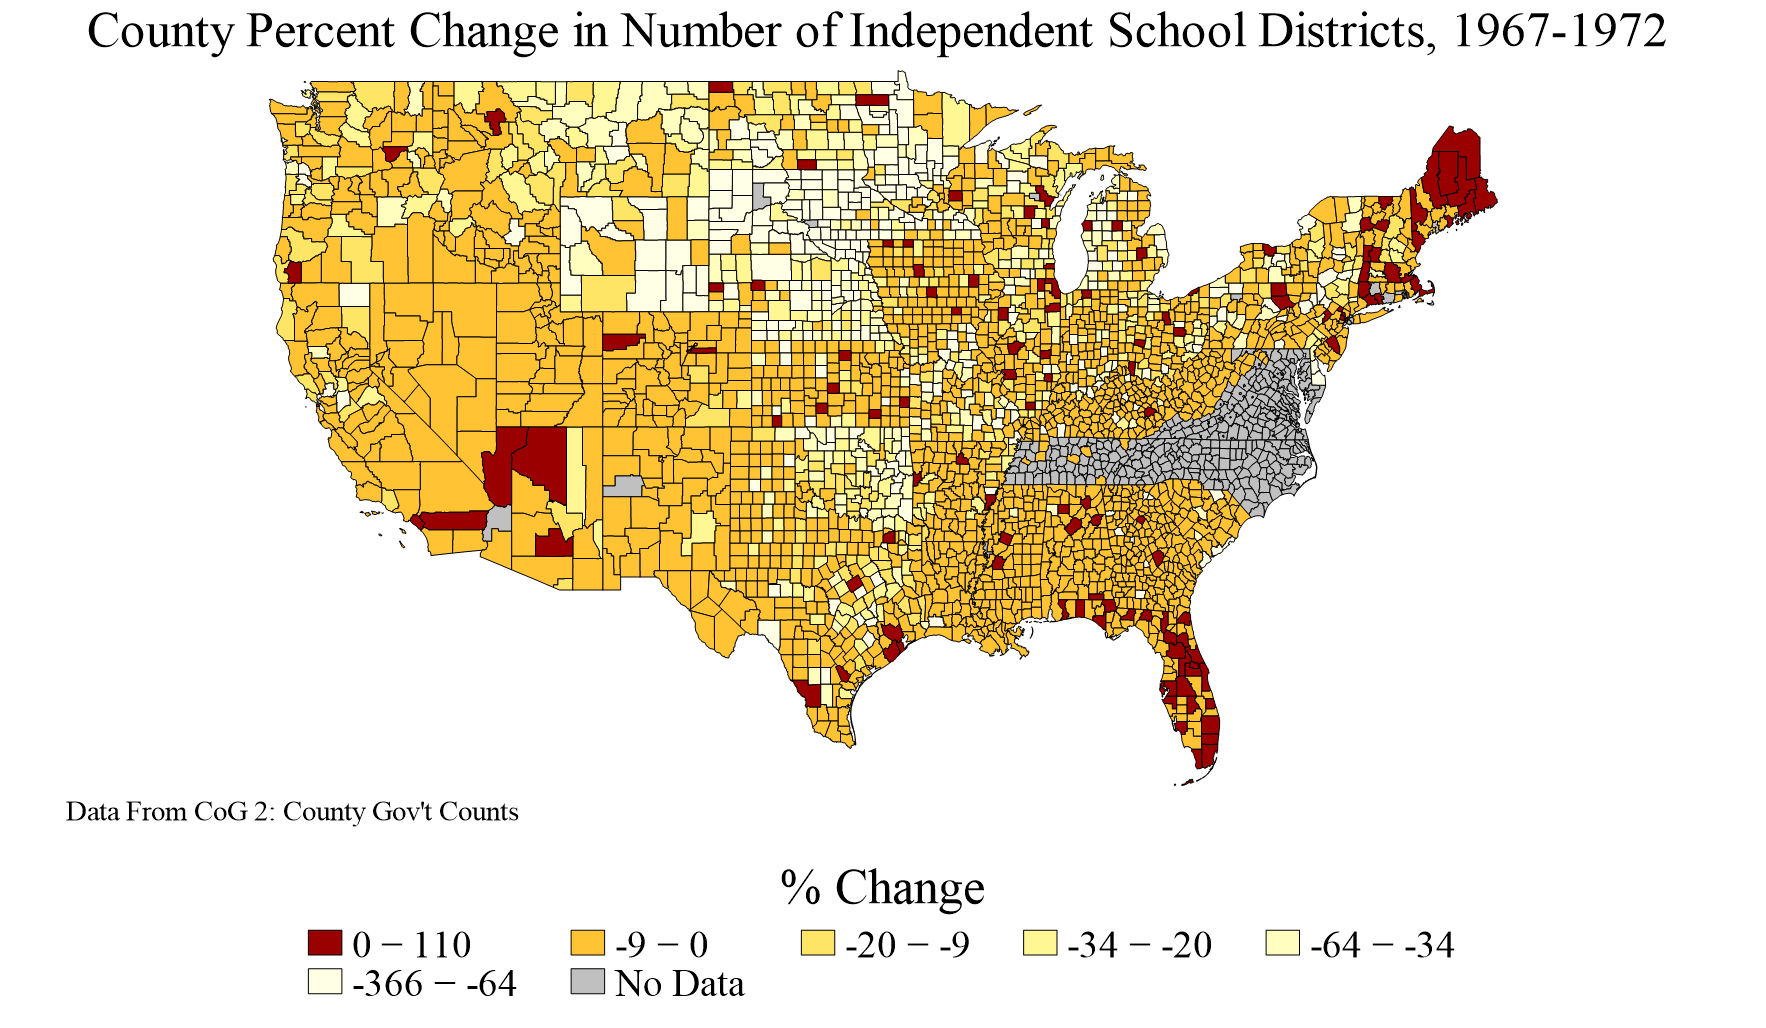 County Percent Change in Number of Independent School Districts, 1967-1972
Data From CoG 2: County Gov't Counts
% Change
0 − 110
-9 − 0
-20 − -9
-34 − -20
-64 − -34
-366 − -64
No Data